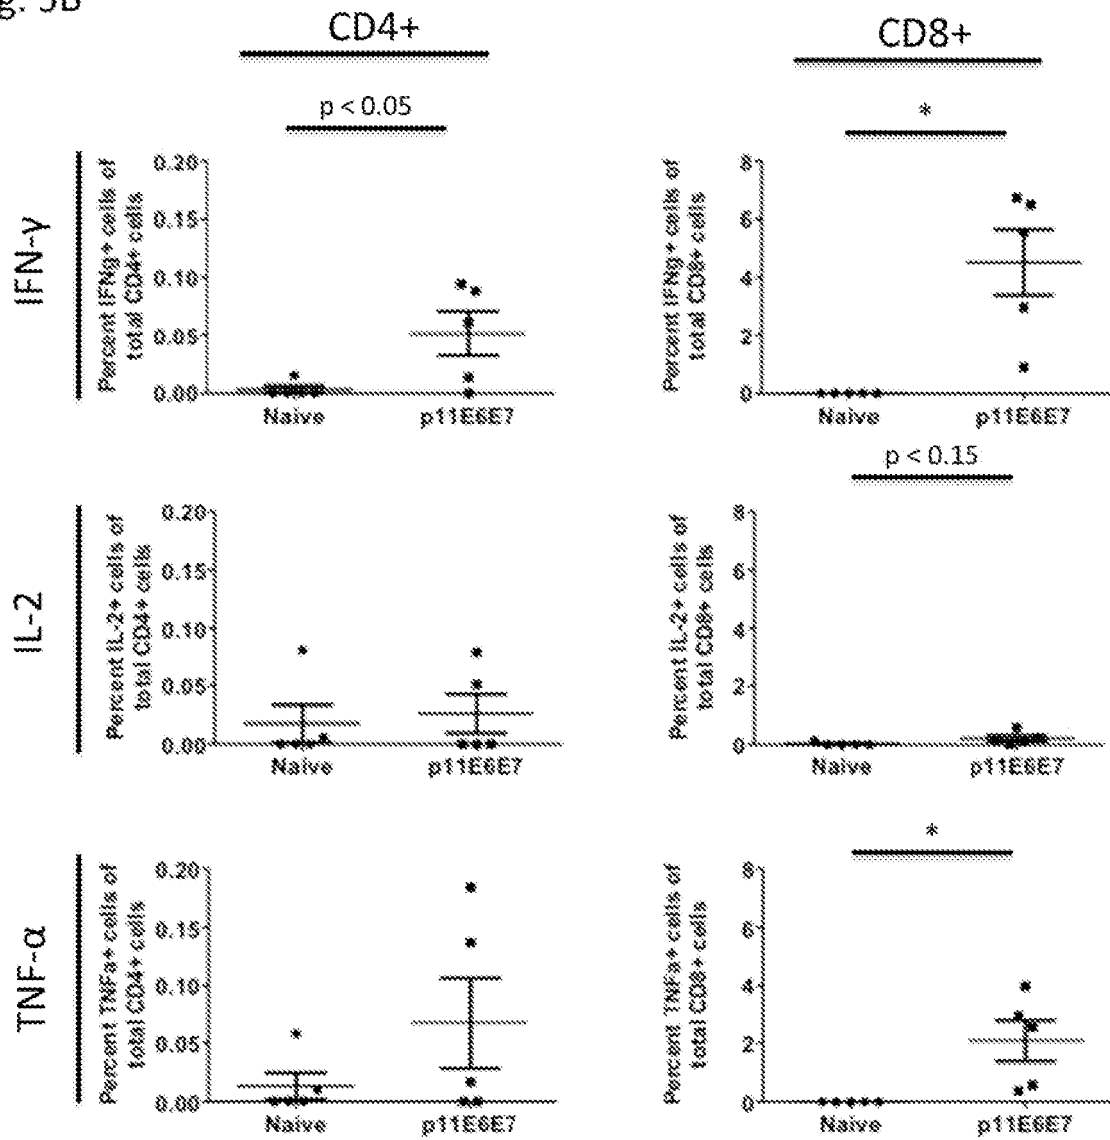 g. 5B
CD4+
CD8+
p < 0.05
*
IFN-γ
Percent IFNg+ cells of
total CD4+ cells
0.20
0.15
0.10
0.05
0.00
Naive
p11E6E7
Percent IFNg+ cells of
total CD8+ cells
8
6
4
2
0
Naive
p11E6E7
p < 0.15
IL-2
Percent IL-2+ cells of
total CD4+ cells
0.20
0.15
0.10
0.05
0.00
Naive
p11E6E7
Percent IL-2+ cells of
total CD8+ cells
8
6
4
2
0
Naive
p11E6E7
*
TNF-α
Percent TNFa+ cells of
total CD4+ cells
0.20
0.15
0.10
0.05
0.00
Naive
p11E6E7
Percent TNFa+ cells of
total CD8+ cells
8
6
4
2
0
Naive
p11E6E7